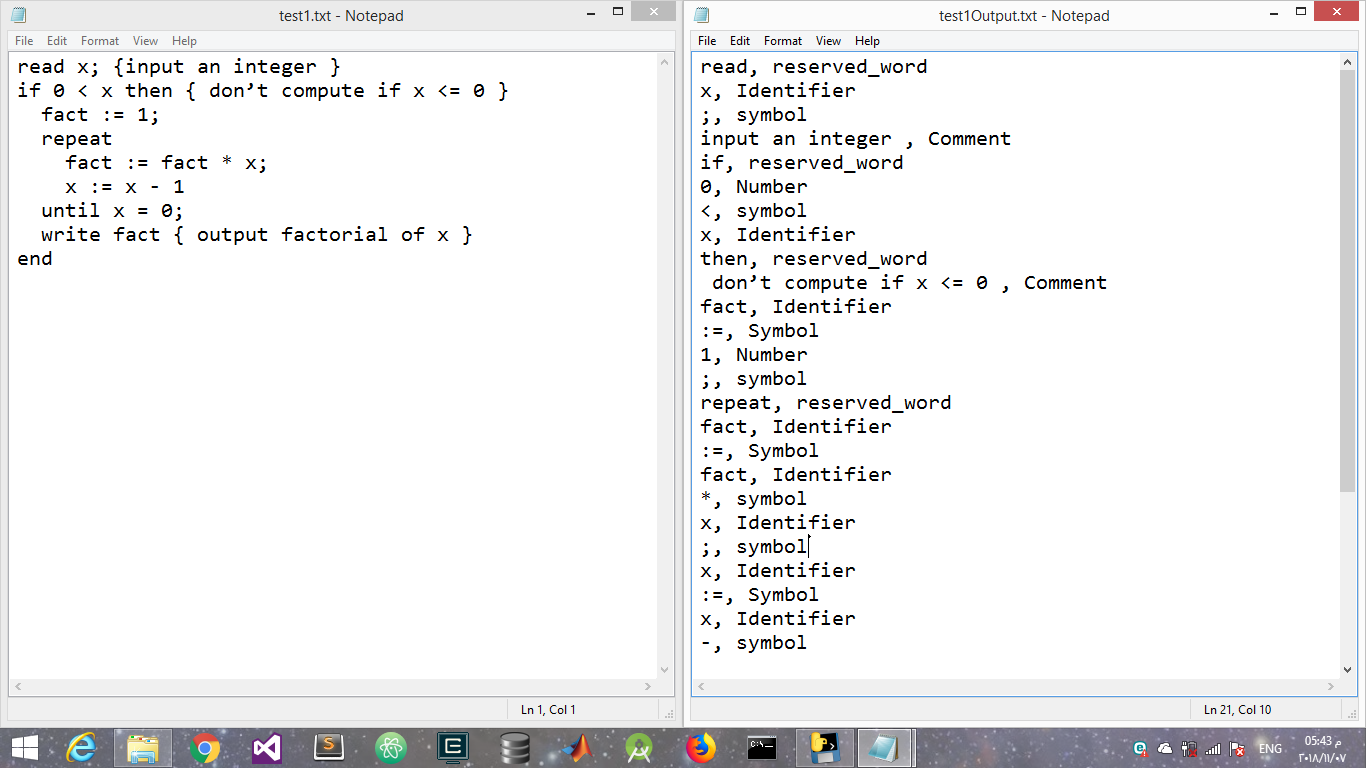 test1.txt - Notepad
File Edit Format View Help
read x; {input an integer }
if 0 < x then { don’t compute if x <= 0 }
  fact := 1;
  repeat
    fact := fact * x;
    x := x - 1
  until x = 0;
  write fact { output factorial of x }
end
Ln 1, Col 1
test1Output.txt - Notepad
File Edit Format View Help
read, reserved_word
x, Identifier
;, symbol
input an integer , Comment
if, reserved_word
0, Number
<, symbol
x, Identifier
then, reserved_word
 don’t compute if x <= 0 , Comment
fact, Identifier
:=, Symbol
1, Number
;, symbol
repeat, reserved_word
fact, Identifier
:=, Symbol
fact, Identifier
*, symbol
x, Identifier
;, symbol
x, Identifier
:=, Symbol
x, Identifier
-, symbol
Ln 21, Col 10
ENG
05:43 م
٢٠١٨/١١/٠٧